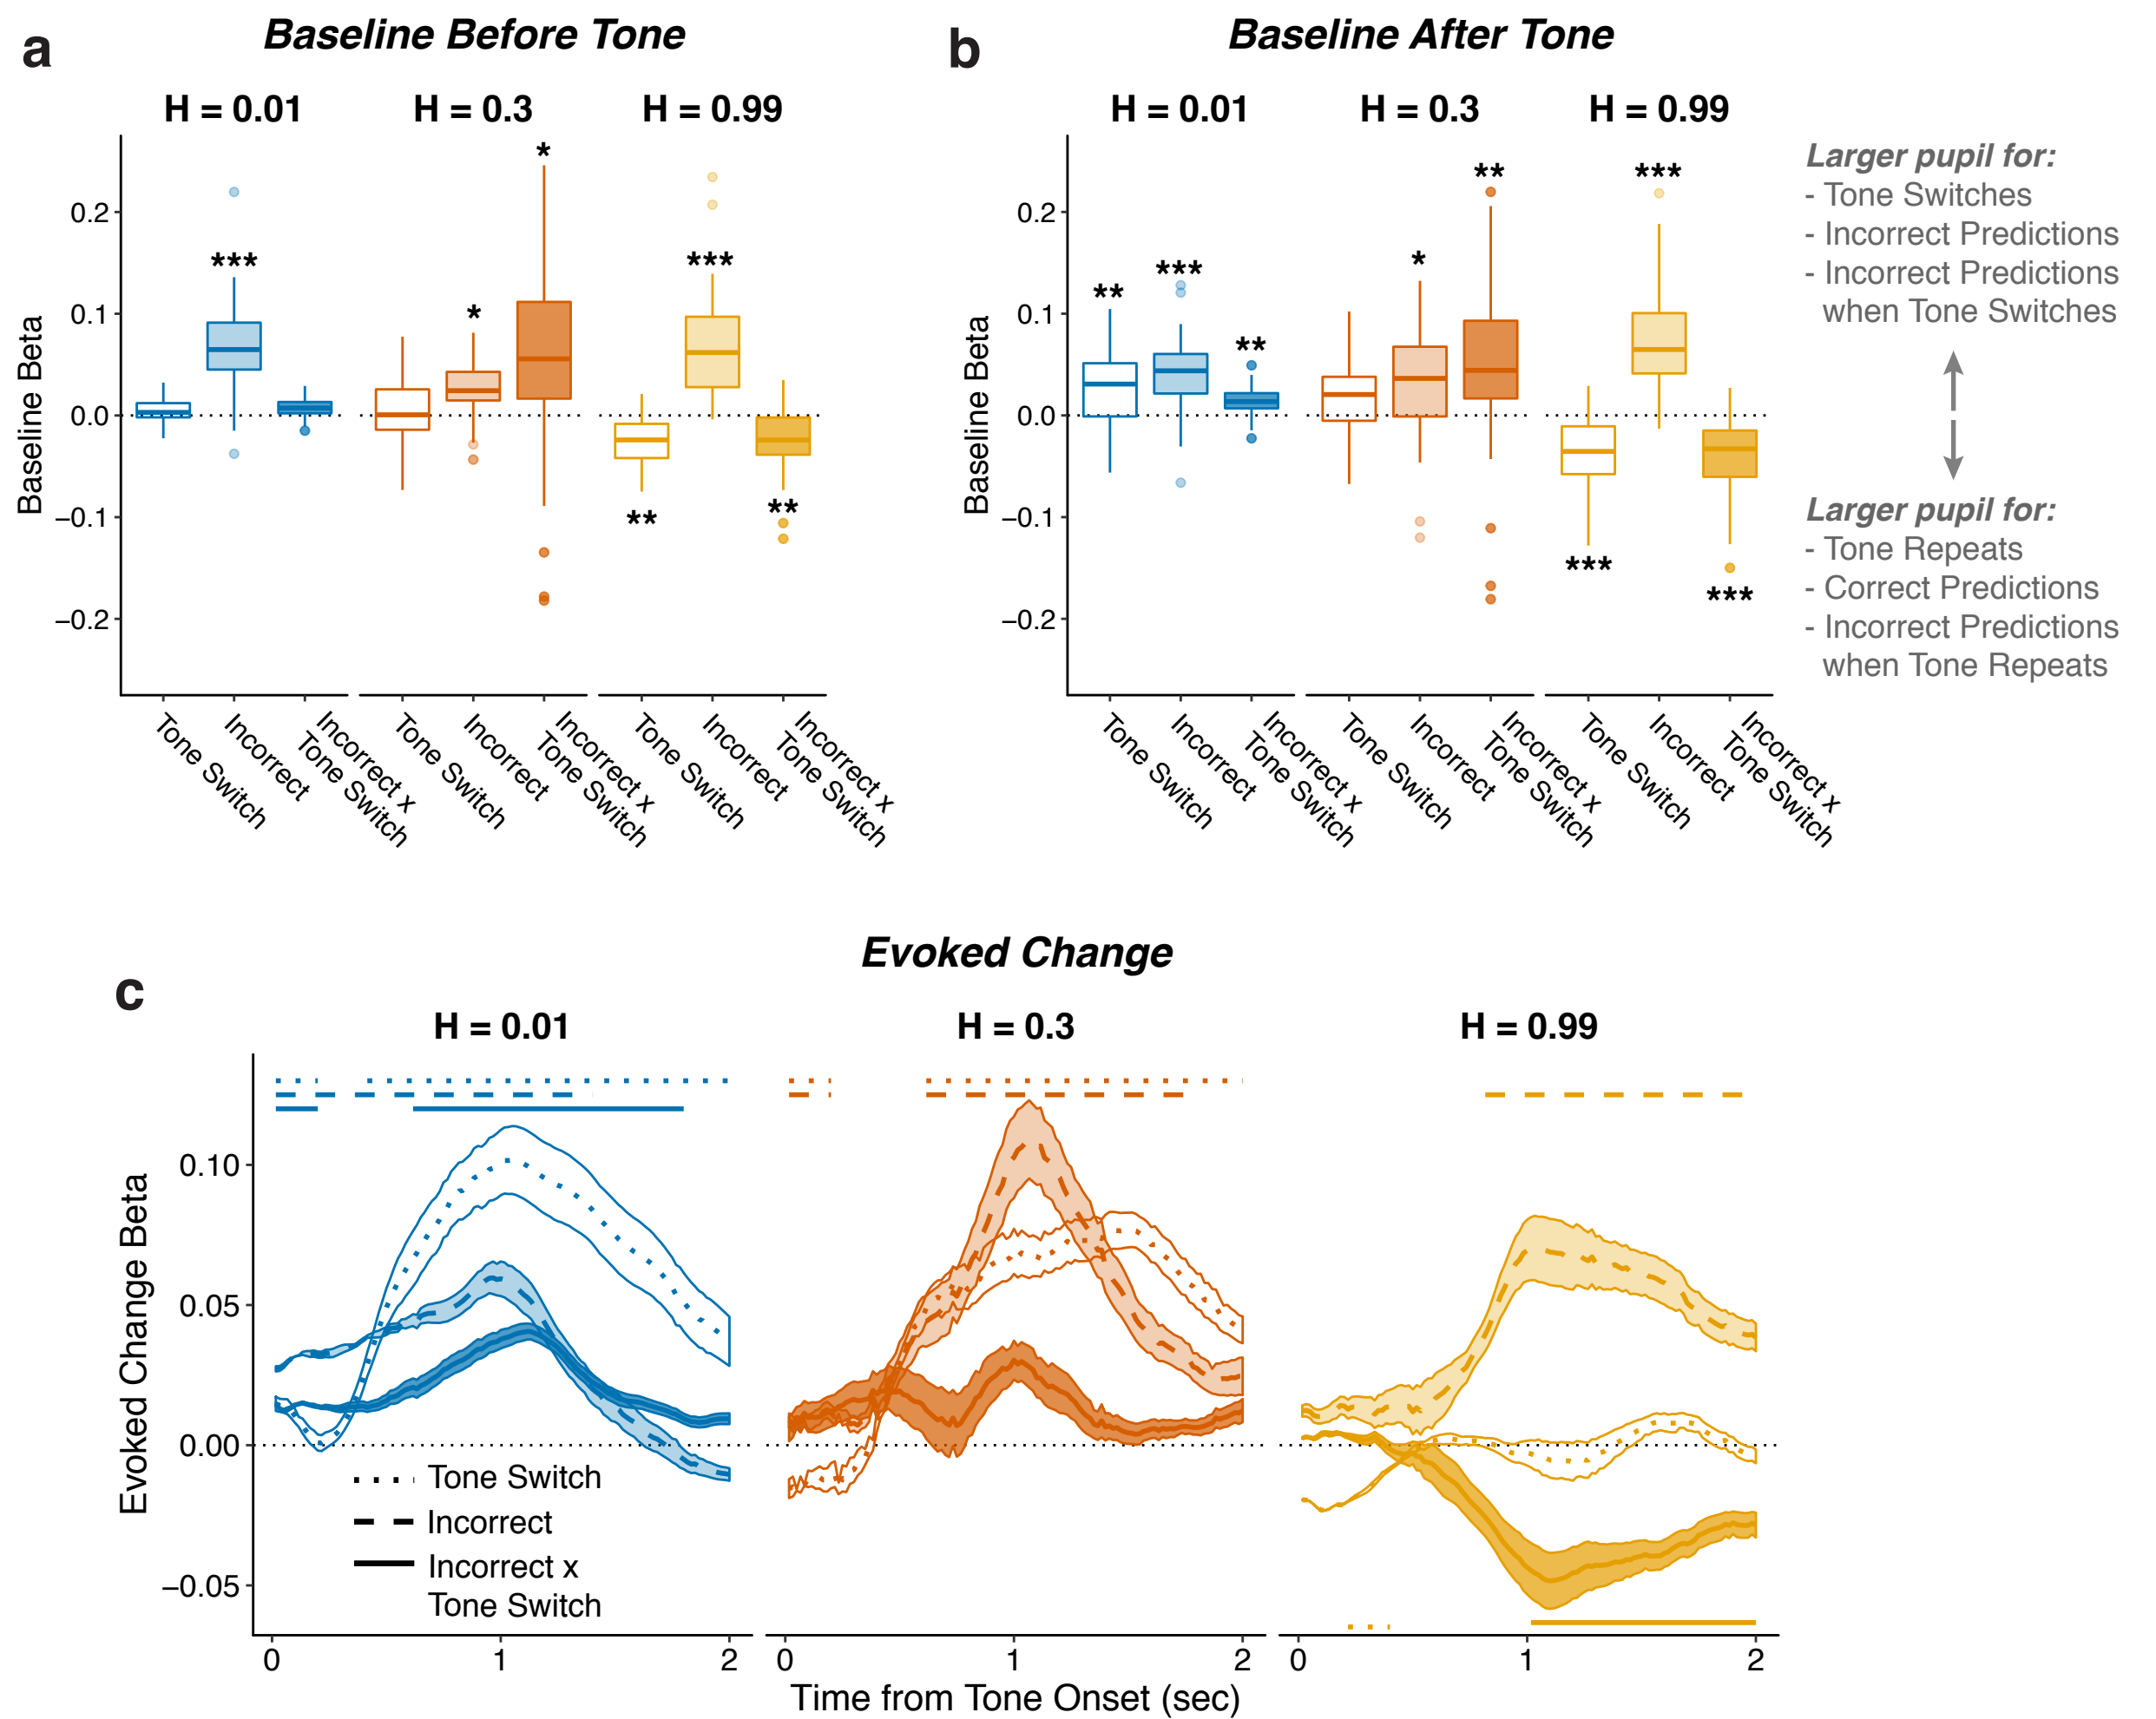 a
Baseline Before Tone
H = 0.01
H = 0.3
H = 0.99
Baseline Beta
0.2
0.1
0.0
−0.1
−0.2
***
*
*
***
**
**
Tone Switch
Incorrect
Incorrect x
Tone Switch
Tone Switch
Incorrect
Incorrect x
Tone Switch
Tone Switch
Incorrect
Incorrect x
Tone Switch
b
Baseline After Tone
H = 0.01
H = 0.3
H = 0.99
Baseline Beta
0.2
0.1
0.0
−0.1
−0.2
**
***
**
*
**
***
***
***
Tone Switch
Incorrect
Incorrect x
Tone Switch
Tone Switch
Incorrect
Incorrect x
Tone Switch
Tone Switch
Incorrect
Incorrect x
Tone Switch
Larger pupil for:
- Tone Switches
- Incorrect Predictions
- Incorrect Predictions
when Tone Switches
Larger pupil for:
- Tone Repeats
- Correct Predictions
- Incorrect Predictions
when Tone Repeats
Evoked Change
c
H = 0.01
H = 0.3
H = 0.99
Evoked Change Beta
0.10
0.05
0.00
−0.05
Tone Switch
Incorrect
Incorrect x
Tone Switch
0
1
2
0
1
2
0
1
2
Time from Tone Onset (sec)